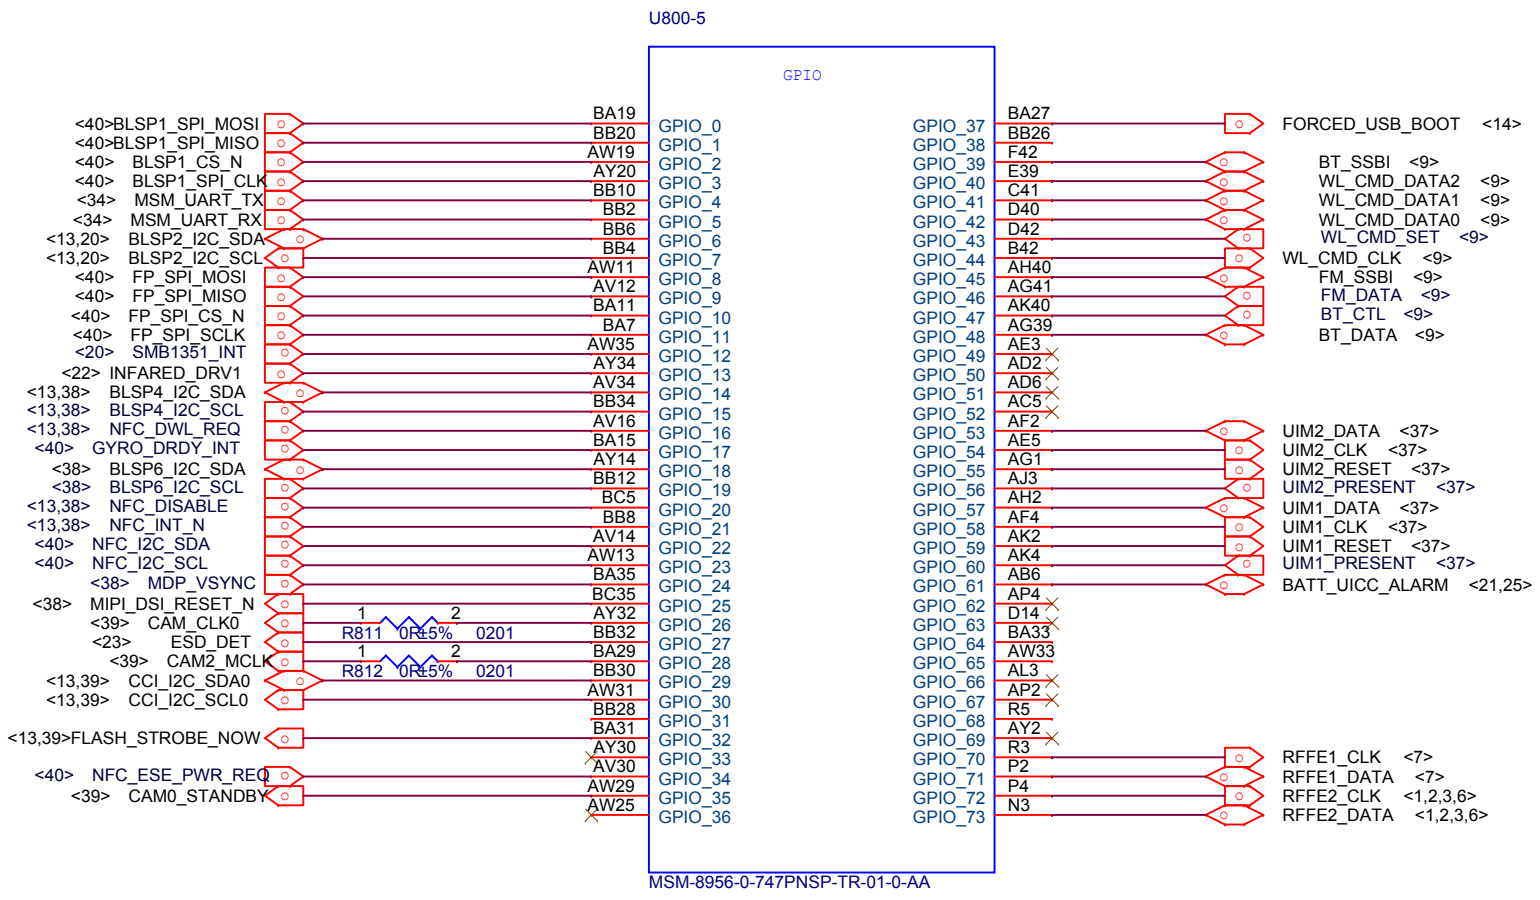 U800-5
GPIO
<40>BLSP1_SPI_MOSI BA19 GPIO_0 GPIO_37 BA27 FORCED_USB_BOOT <14>
<40>BLSP1_SPI_MISO BB20 GPIO_1 GPIO_38 BB26
<40> BLSP1_CS_N AW19 GPIO_2 GPIO_39 F42 BT_SSBI <9>
<40> BLSP1_SPI_CLK AY20 GPIO_3 GPIO_40 E39 WL_CMD_DATA2 <9>
<34> MSM_UART_TX BB10 GPIO_4 GPIO_41 C41 WL_CMD_DATA1 <9>
<34> MSM_UART_RX BB2 GPIO_5 GPIO_42 D40 WL_CMD_DATA0 <9>
<13,20> BLSP2_I2C_SDA BB6 GPIO_6 GPIO_43 D42 WL_CMD_SET <9>
<13,20> BLSP2_I2C_SCL BB4 GPIO_7 GPIO_44 B42 WL_CMD_CLK <9>
<40> FP_SPI_MOSI AW11 GPIO_8 GPIO_45 AH40 FM_SSBI <9>
<40> FP_SPI_MISO AV12 GPIO_9 GPIO_46 AG41 FM_DATA <9>
<40> FP_SPI_CS_N BA11 GPIO_10 GPIO_47 AK40 BT_CTL <9>
<40> FP_SPI_SCLK BA7 GPIO_11 GPIO_48 AG39 BT_DATA <9>
<20> SMB1351_INT AW35 GPIO_12 GPIO_49 AE3
<22> INFARED_DRV1 AY34 GPIO_13 GPIO_50 AD2
<13,38> BLSP4_I2C_SDA AV34 GPIO_14 GPIO_51 AD6
<13,38> BLSP4_I2C_SCL BB34 GPIO_15 GPIO_52 AC5
<13,38> NFC_DWL_REQ AV16 GPIO_16 GPIO_53 AF2 UIM2_DATA <37>
<40> GYRO_DRDY_INT BA15 GPIO_17 GPIO_54 AE5 UIM2_CLK <37>
<38> BLSP6_I2C_SDA AY14 GPIO_18 GPIO_55 AG1 UIM2_RESET <37>
<38> BLSP6_I2C_SCL BB12 GPIO_19 GPIO_56 AJ3 UIM2_PRESENT <37>
<13,38> NFC_DISABLE BC5 GPIO_20 GPIO_57 AH2 UIM1_DATA <37>
<13,38> NFC_INT_N BB8 GPIO_21 GPIO_58 AF4 UIM1_CLK <37>
<40> NFC_I2C_SDA AV14 GPIO_22 GPIO_59 AK2 UIM1_RESET <37>
<40> NFC_I2C_SCL AW13 GPIO_23 GPIO_60 AK4 UIM1_PRESENT <37>
<38> MDP_VSYNC BA35 GPIO_24 GPIO_61 AB6 BATT_UICC_ALARM <21,25>
<38> MIPI_DSI_RESET_N BC35 GPIO_25 GPIO_62 AP4
<39> CAM_CLK0 1 2 AY32 GPIO_26 GPIO_63 D14
R811 0R±5% 0201
<23> ESD_DET BB32 GPIO_27 GPIO_64 BA33
<39> CAM2_MCLK 1 2 BA29 GPIO_28 GPIO_65 AW33
R812 0R±5% 0201
<13,39> CCI_I2C_SDA0 BB30 GPIO_29 GPIO_66 AL3
<13,39> CCI_I2C_SCL0 AW31 GPIO_30 GPIO_67 AP2
BB28 GPIO_31 GPIO_68 R5
<13,39>FLASH_STROBE_NOW BA31 GPIO_32 GPIO_69 AY2
AY30 GPIO_33 GPIO_70 R3 RFFE1_CLK <7>
<40> NFC_ESE_PWR_REQ AV30 GPIO_34 GPIO_71 P2 RFFE1_DATA <7>
<39> CAM0_STANDBY AW29 GPIO_35 GPIO_72 P4 RFFE2_CLK <1,2,3,6>
AW25 GPIO_36 GPIO_73 N3 RFFE2_DATA <1,2,3,6>
MSM-8956-0-747PNSP-TR-01-0-AA